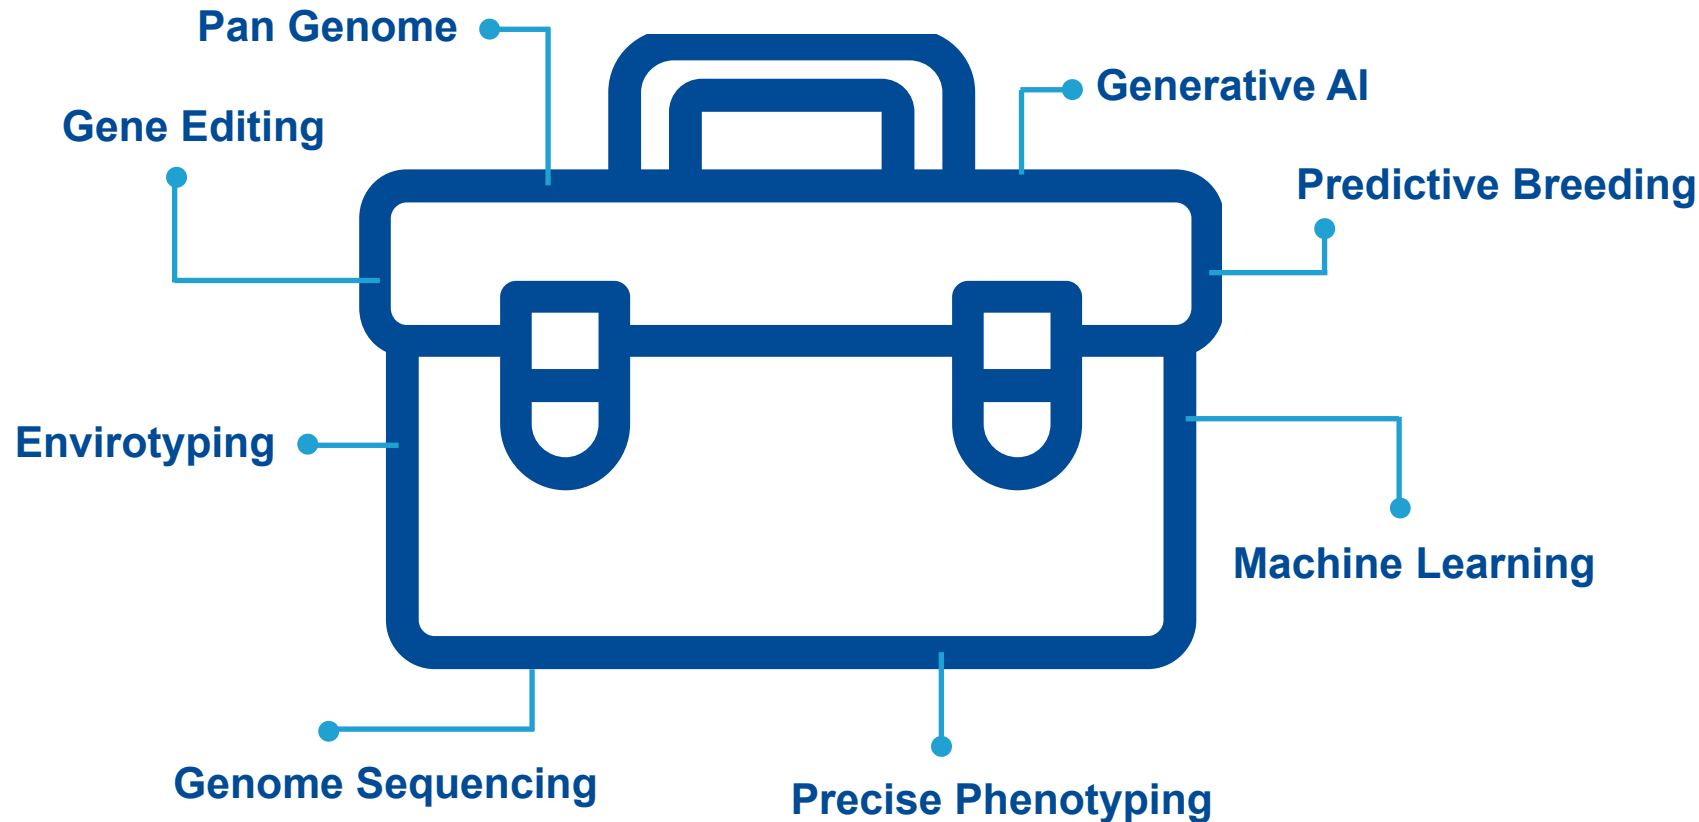 Pan Genome
Generative AI
Gene Editing
Predictive Breeding
Envirotyping
Machine Learning
Genome Sequencing
Precise Phenotyping